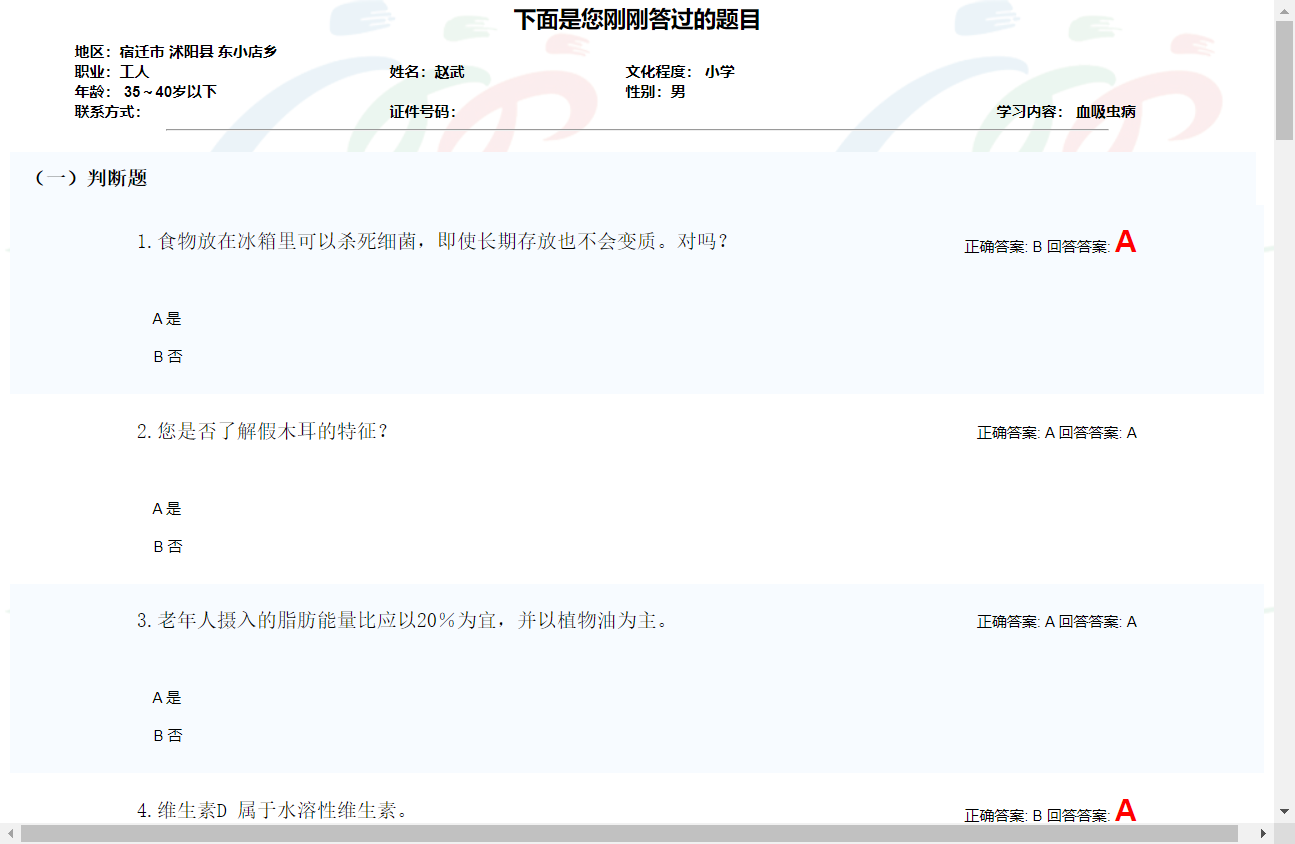 下面是您刚刚答过的题目
地区：宿迁市 沭阳县 东小店乡
职业：工人 姓名：赵武 文化程度： 小学
年龄： 35～40岁以下 性别：男
联系方式： 证件号码： 学习内容： 血吸虫病
（一）判断题
1.食物放在冰箱里可以杀死细菌，即使长期存放也不会变质。对吗？ 正确答案: B 回答答案: A
A 是
B 否
2.您是否了解假木耳的特征？ 正确答案: A 回答答案: A
A 是
B 否
3.老年人摄入的脂肪能量比应以20％为宜，并以植物油为主。 正确答案: A 回答答案: A
A 是
B 否
4.维生素D 属于水溶性维生素。 正确答案: B 回答答案: A